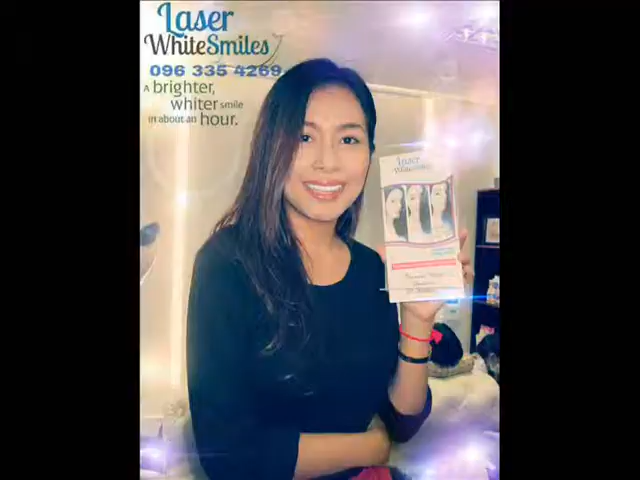 Laser
WhiteSmiles
096 335 4269
A brighter,
whiter smile
in about an hour.
Laser
WhiteSmiles